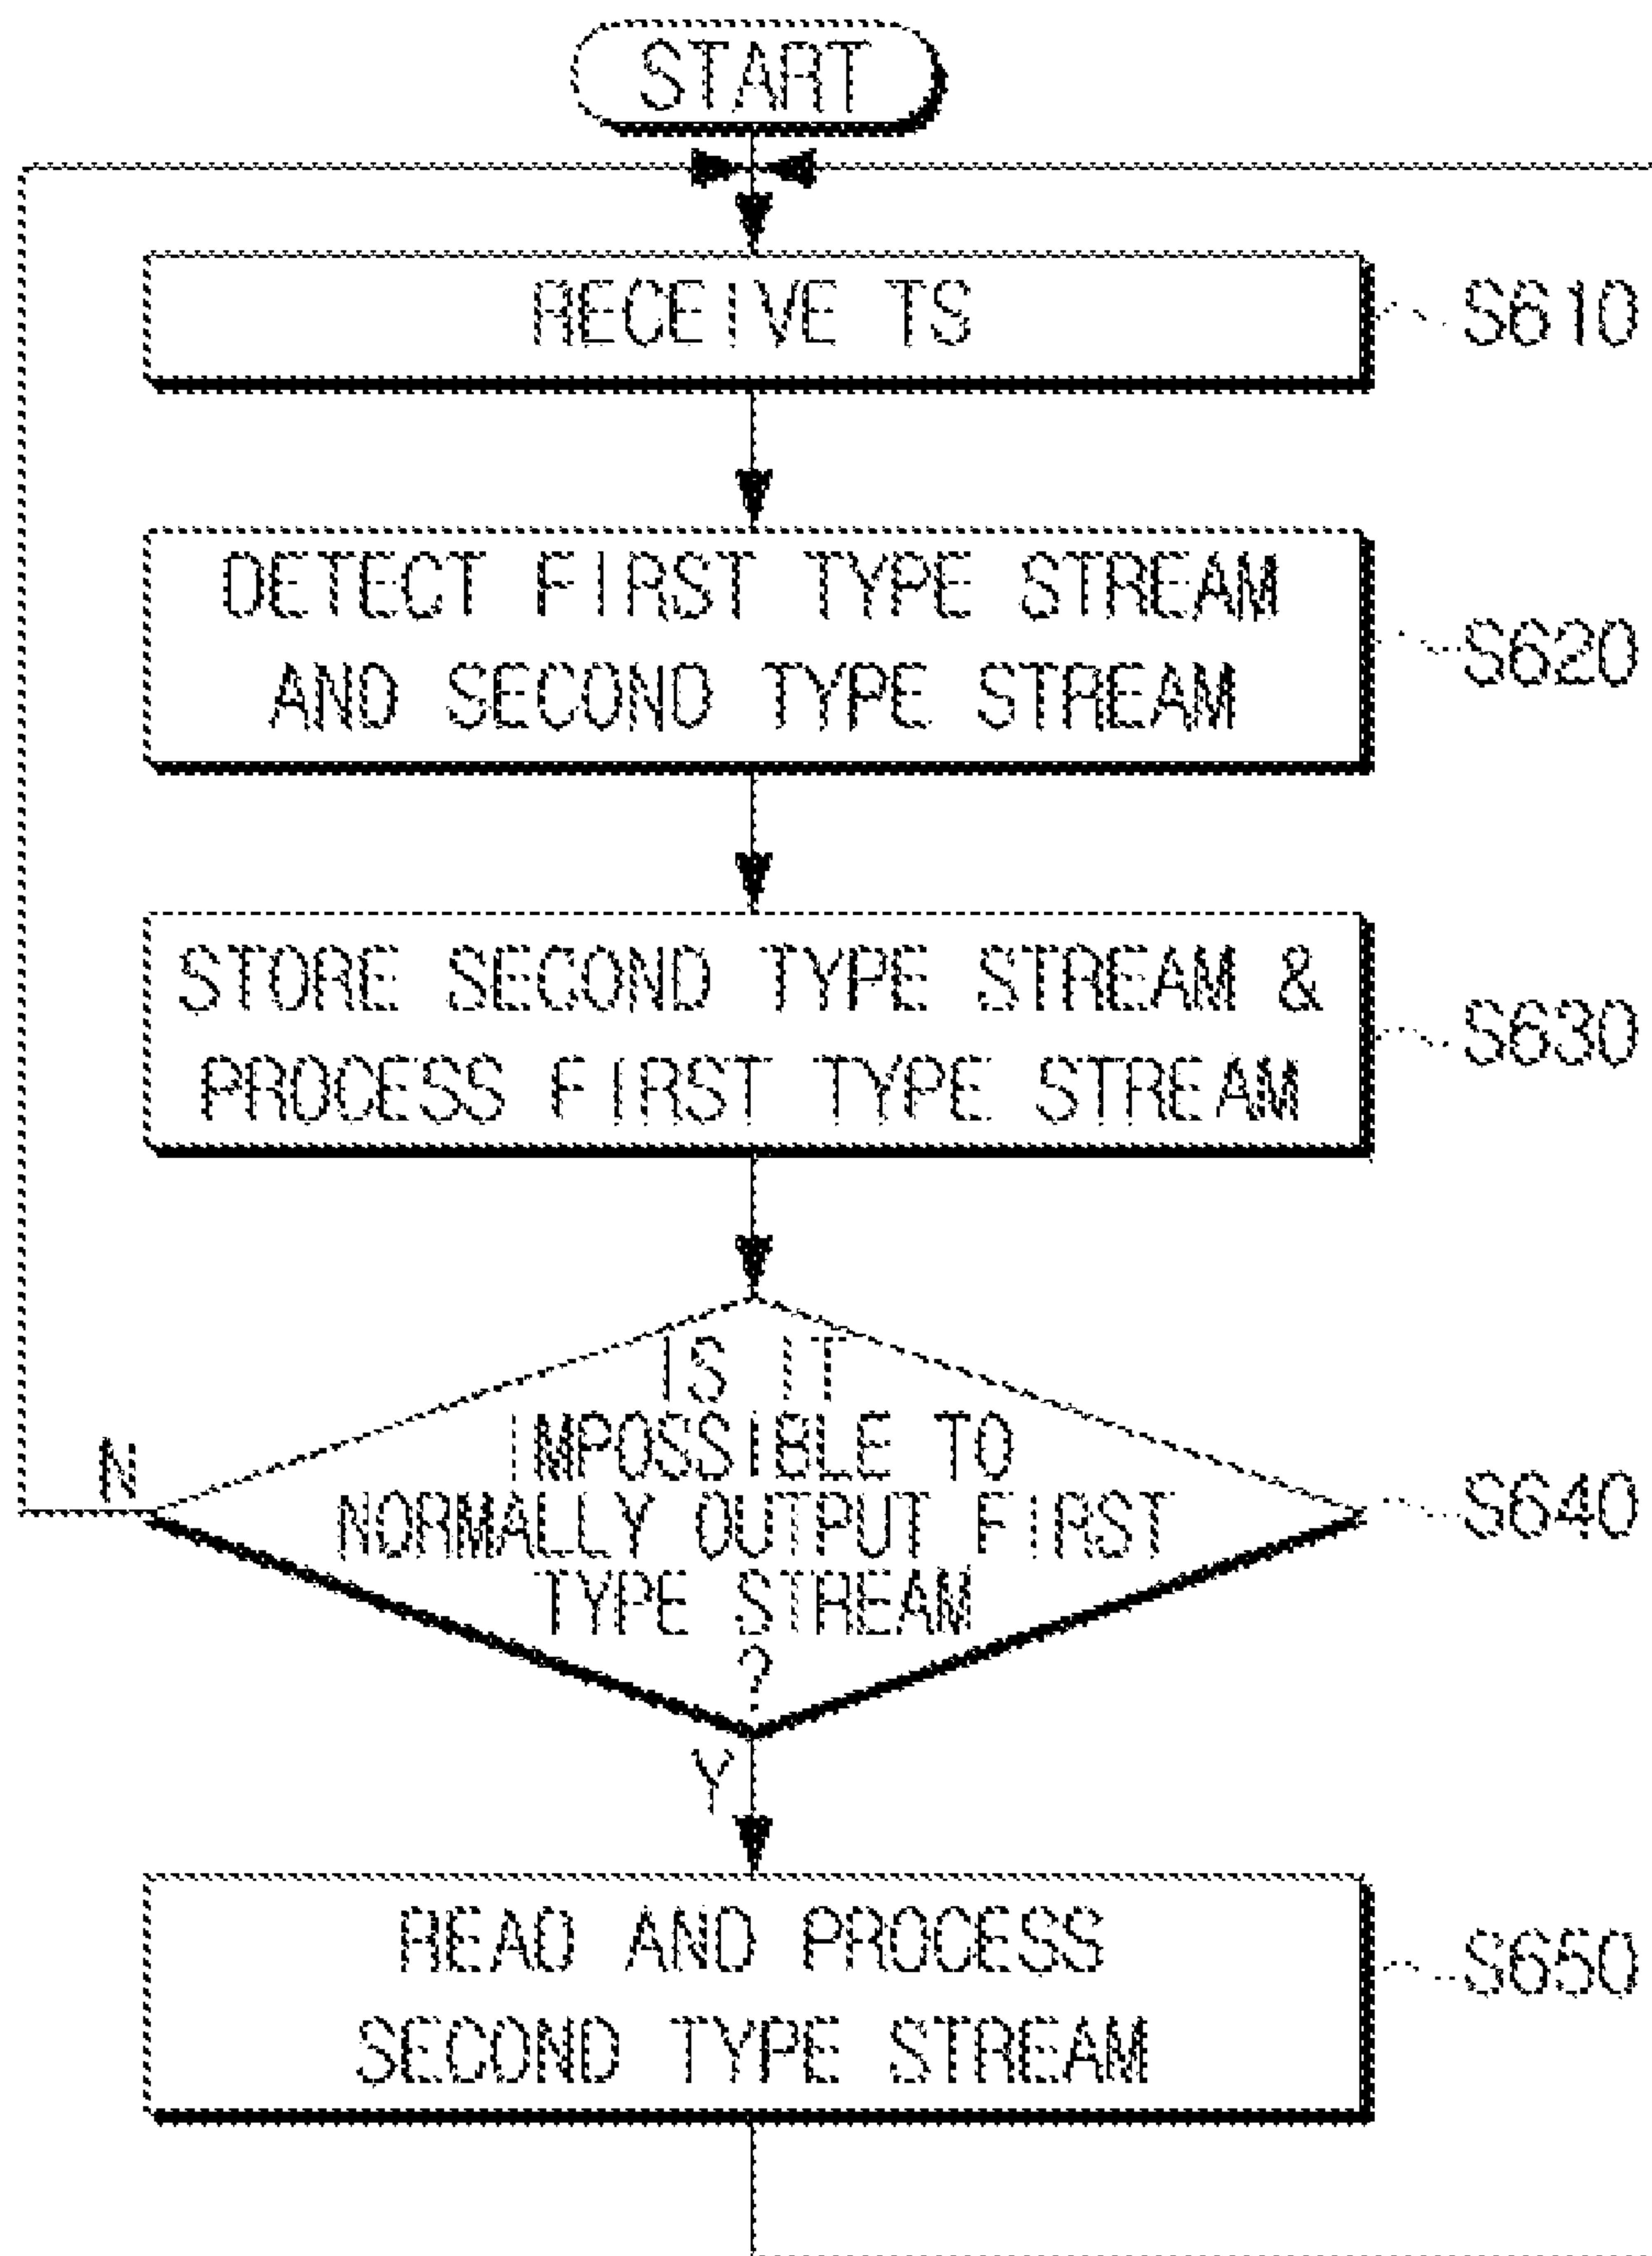 START
RECEIVE TS
S610
DETECT FIRST TYPE STREAM
AND SECOND TYPE STREAM
S620
STORE SECOND TYPE STREAM &
PROCESS FIRST TYPE STREAM
S630
IS IT
IMPOSSIBLE TO
NORMALLY OUTPUT FIRST
TYPE STREAM
?
S640
N
Y
READ AND PROCESS
SECOND TYPE STREAM
S650